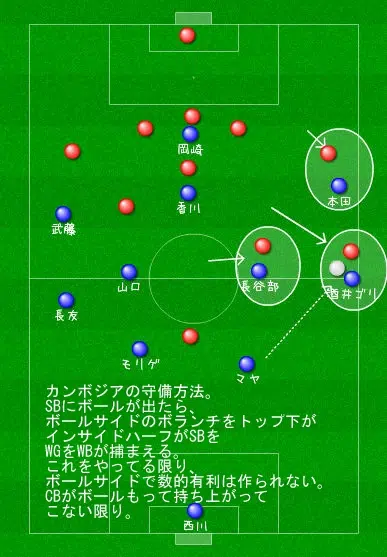 岡崎
本田
香川
武藤
長谷部
酒井ゴリ
山口
長友
モリゲ
マヤ
カンボジアの守備方法。
SBにボールが出たら、
ボールサイドのボランチをトップ下が
インサイドハーフがSBを
WGをWBが捕まえる。
これをやってる限り、
ボールサイドで数的有利は作られない。
CBがボールもって持ち上がって
こない限り。
西川